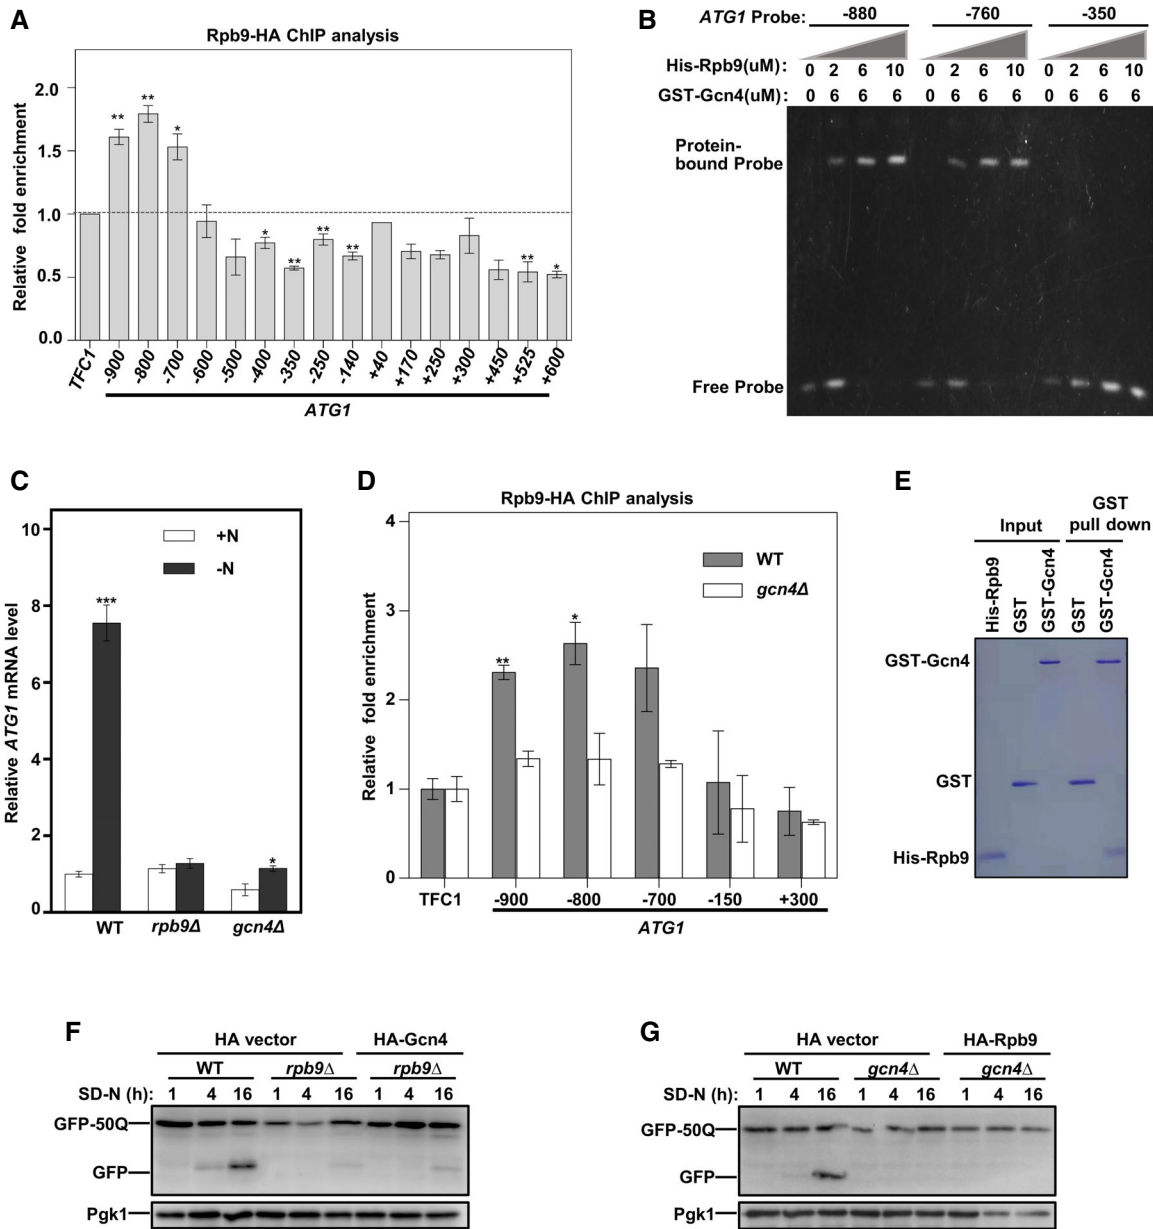 A
Rpb9-HA ChIP analysis
Relative fold enrichment
2.0
1.5
1.0
0.5
0.0
** ** * * ** ** ** ** *
TFC1 -900 -800 -700 -600 -500 -400 -350 -250 -140 +40 +170 +250 +300 +450 +525 +600
ATG1
B
ATG1 Probe: -880 -760 -350
His-Rpb9(uM): 0 2 6 10 0 2 6 10 0 2 6 10
GST-Gcn4(uM): 0 6 6 6 0 6 6 6 0 6 6 6
Protein-
bound Probe
Free Probe
C
Relative ATG1 mRNA level
10
8
6
4
2
0
+N
-N
***
*
WT rpb9Δ gcn4Δ
D
Rpb9-HA ChIP analysis
Relative fold enrichment
4
3
2
1
0
WT
gcn4Δ
** *
TFC1 -900 -800 -700 -150 +300
ATG1
E
GST
Input pull down
His-Rpb9 GST GST-Gcn4 GST GST-Gcn4
GST-Gcn4
GST
His-Rpb9
F
HA vector HA-Gcn4
WT rpb9Δ rpb9Δ
SD-N (h): 1 4 16 1 4 16 1 4 16
GFP-50Q
GFP
Pgk1
G
HA vector HA-Rpb9
WT gcn4Δ gcn4Δ
SD-N (h): 1 4 16 1 4 16 1 4 16
GFP-50Q
GFP
Pgk1